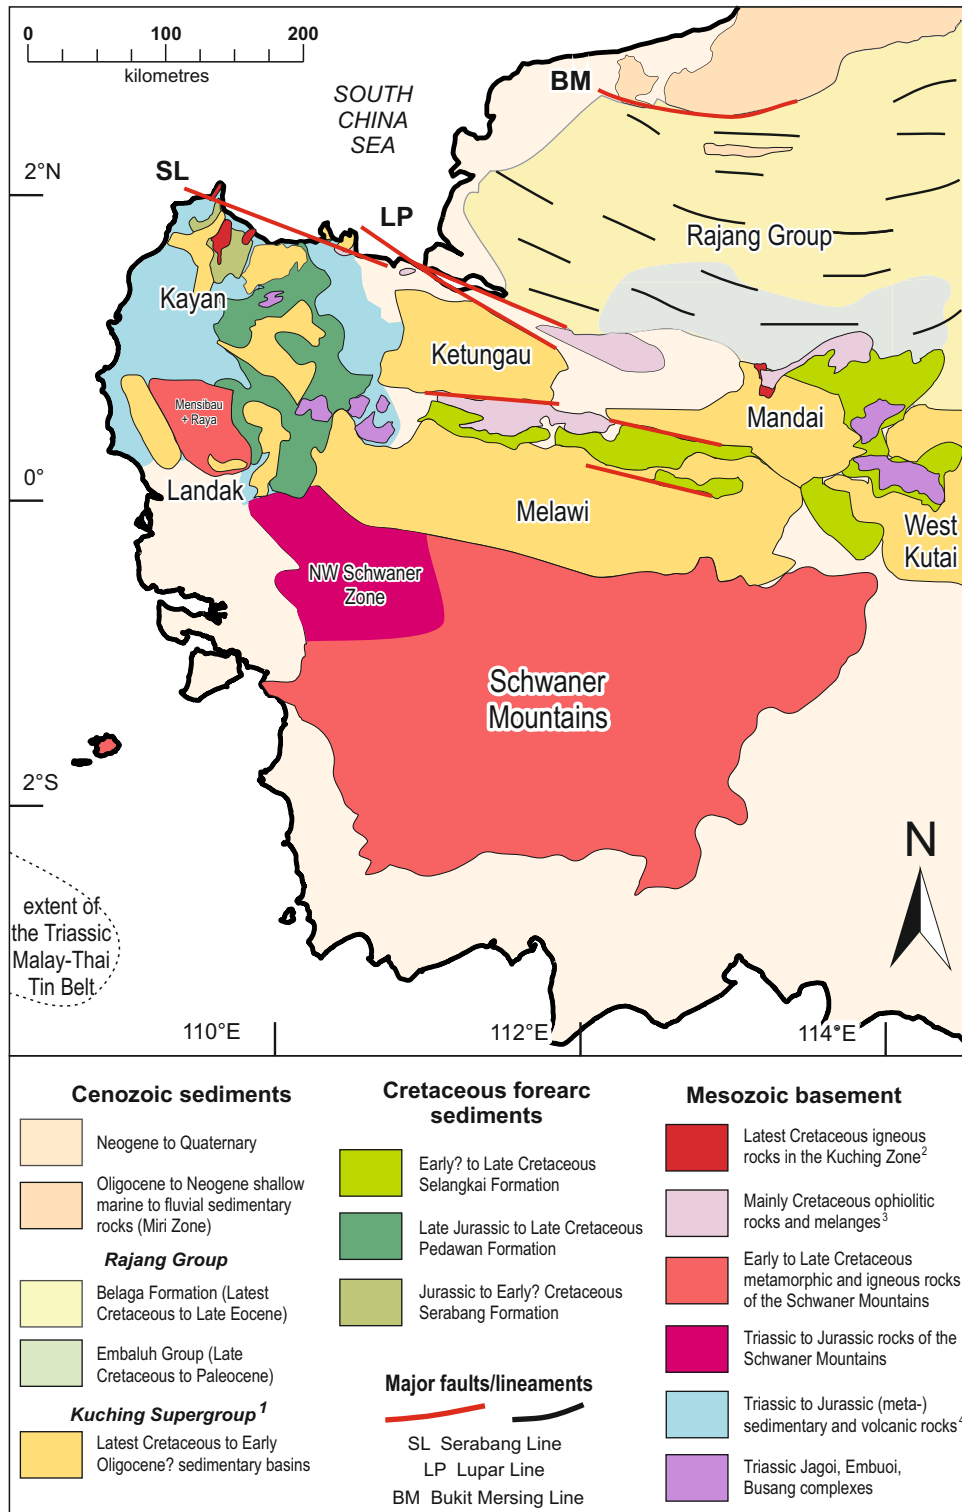 0 100 200
kilometres
SOUTH
CHINA
SEA
BM
2°N
SL
LP
Rajang Group
Kayan
Ketungau
Mensibau
+ Raya
Mandai
0°
Landak
Melawi
West
Kutai
NW Schwaner
Zone
Schwaner
Mountains
2°S
N
extent of
the Triassic
Malay-Thai
Tin Belt
110°E 112°E 114°E
Cenozoic sediments
Neogene to Quaternary
Oligocene to Neogene shallow
marine to fluvial sedimentary
rocks (Miri Zone)
Rajang Group
Belaga Formation (Latest
Cretaceous to Late Eocene)
Embaluh Group (Late
Cretaceous to Paleocene)
Kuching Supergroup1
Latest Cretaceous to Early
Oligocene? sedimentary basins
Cretaceous forearc
sediments
Early? to Late Cretaceous
Selangkai Formation
Late Jurassic to Late Cretaceous
Pedawan Formation
Jurassic to Early? Cretaceous
Serabang Formation
Major faults/lineaments
SL Serabang Line
LP Lupar Line
BM Bukit Mersing Line
Mesozoic basement
Latest Cretaceous igneous
rocks in the Kuching Zone2
Mainly Cretaceous ophiolitic
rocks and melanges3
Early to Late Cretaceous
metamorphic and igneous rocks
of the Schwaner Mountains
Triassic to Jurassic rocks of the
Schwaner Mountains
Triassic to Jurassic (meta-)
sedimentary and volcanic rocks4
Triassic Jagoi, Embuoi,
Busang complexes